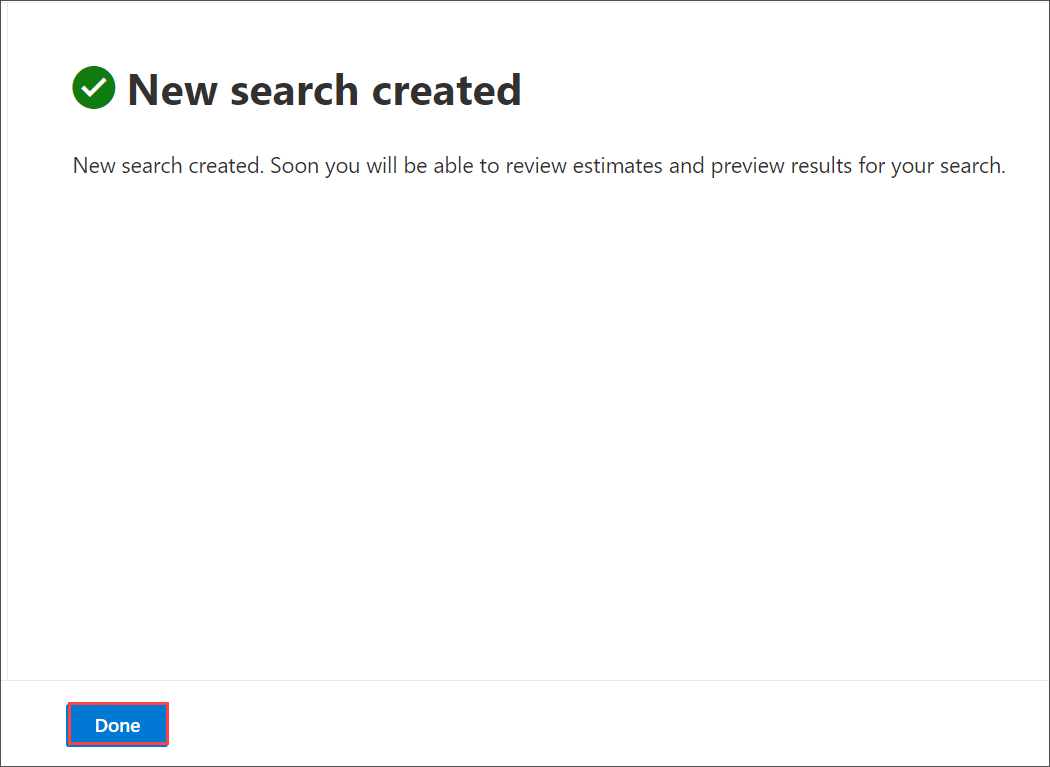 New search created
New search created. Soon you will be able to review estimates and preview results for your search.
Done